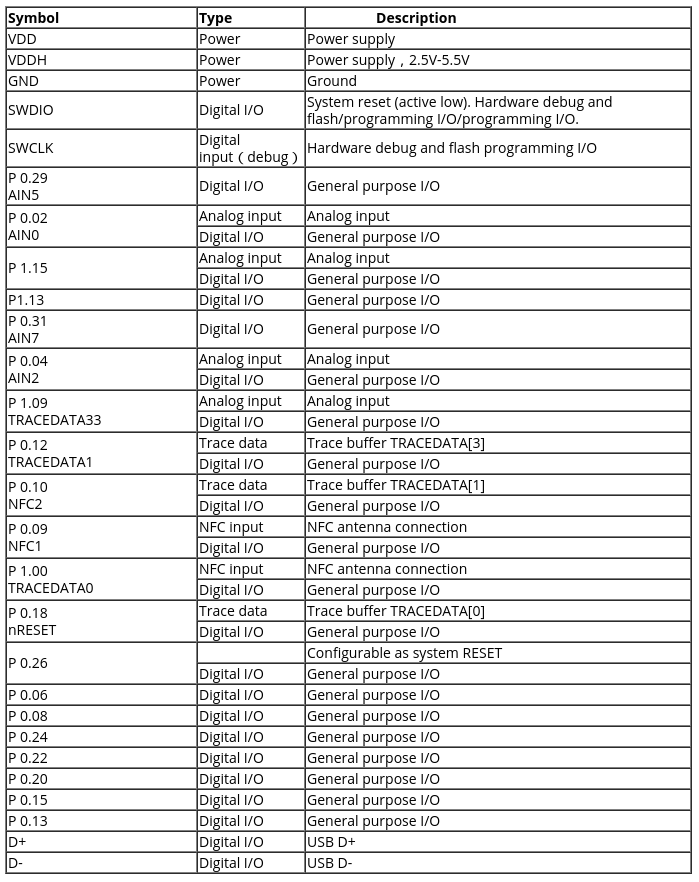 Symbol Type Description
VDD Power Power supply
VDDH Power Power supply，2.5V-5.5V
GND Power Ground
SWDIO Digital I/O System reset (active low). Hardware debug and
flash/programming I/O/programming I/O.
SWCLK Digital
input（debug） Hardware debug and flash programming I/O
P 0.29
AIN5 Digital I/O General purpose I/O
P 0.02
AIN0 Analog input Analog input
Digital I/O General purpose I/O
P 1.15 Analog input Analog input
Digital I/O General purpose I/O
P1.13 Digital I/O General purpose I/O
P 0.31
AIN7 Digital I/O General purpose I/O
P 0.04
AIN2 Analog input Analog input
Digital I/O General purpose I/O
P 1.09
TRACEDATA33 Analog input Analog input
Digital I/O General purpose I/O
P 0.12
TRACEDATA1 Trace data Trace buffer TRACEDATA[3]
Digital I/O General purpose I/O
P 0.10
NFC2 Trace data Trace buffer TRACEDATA[1]
Digital I/O General purpose I/O
P 0.09
NFC1 NFC input NFC antenna connection
Digital I/O General purpose I/O
P 1.00
TRACEDATA0 NFC input NFC antenna connection
Digital I/O General purpose I/O
P 0.18
nRESET Trace data Trace buffer TRACEDATA[0]
Digital I/O General purpose I/O
P 0.26 Configurable as system RESET
Digital I/O General purpose I/O
P 0.06 Digital I/O General purpose I/O
P 0.08 Digital I/O General purpose I/O
P 0.24 Digital I/O General purpose I/O
P 0.22 Digital I/O General purpose I/O
P 0.20 Digital I/O General purpose I/O
P 0.15 Digital I/O General purpose I/O
P 0.13 Digital I/O General purpose I/O
D+ Digital I/O USB D+
D- Digital I/O USB D-